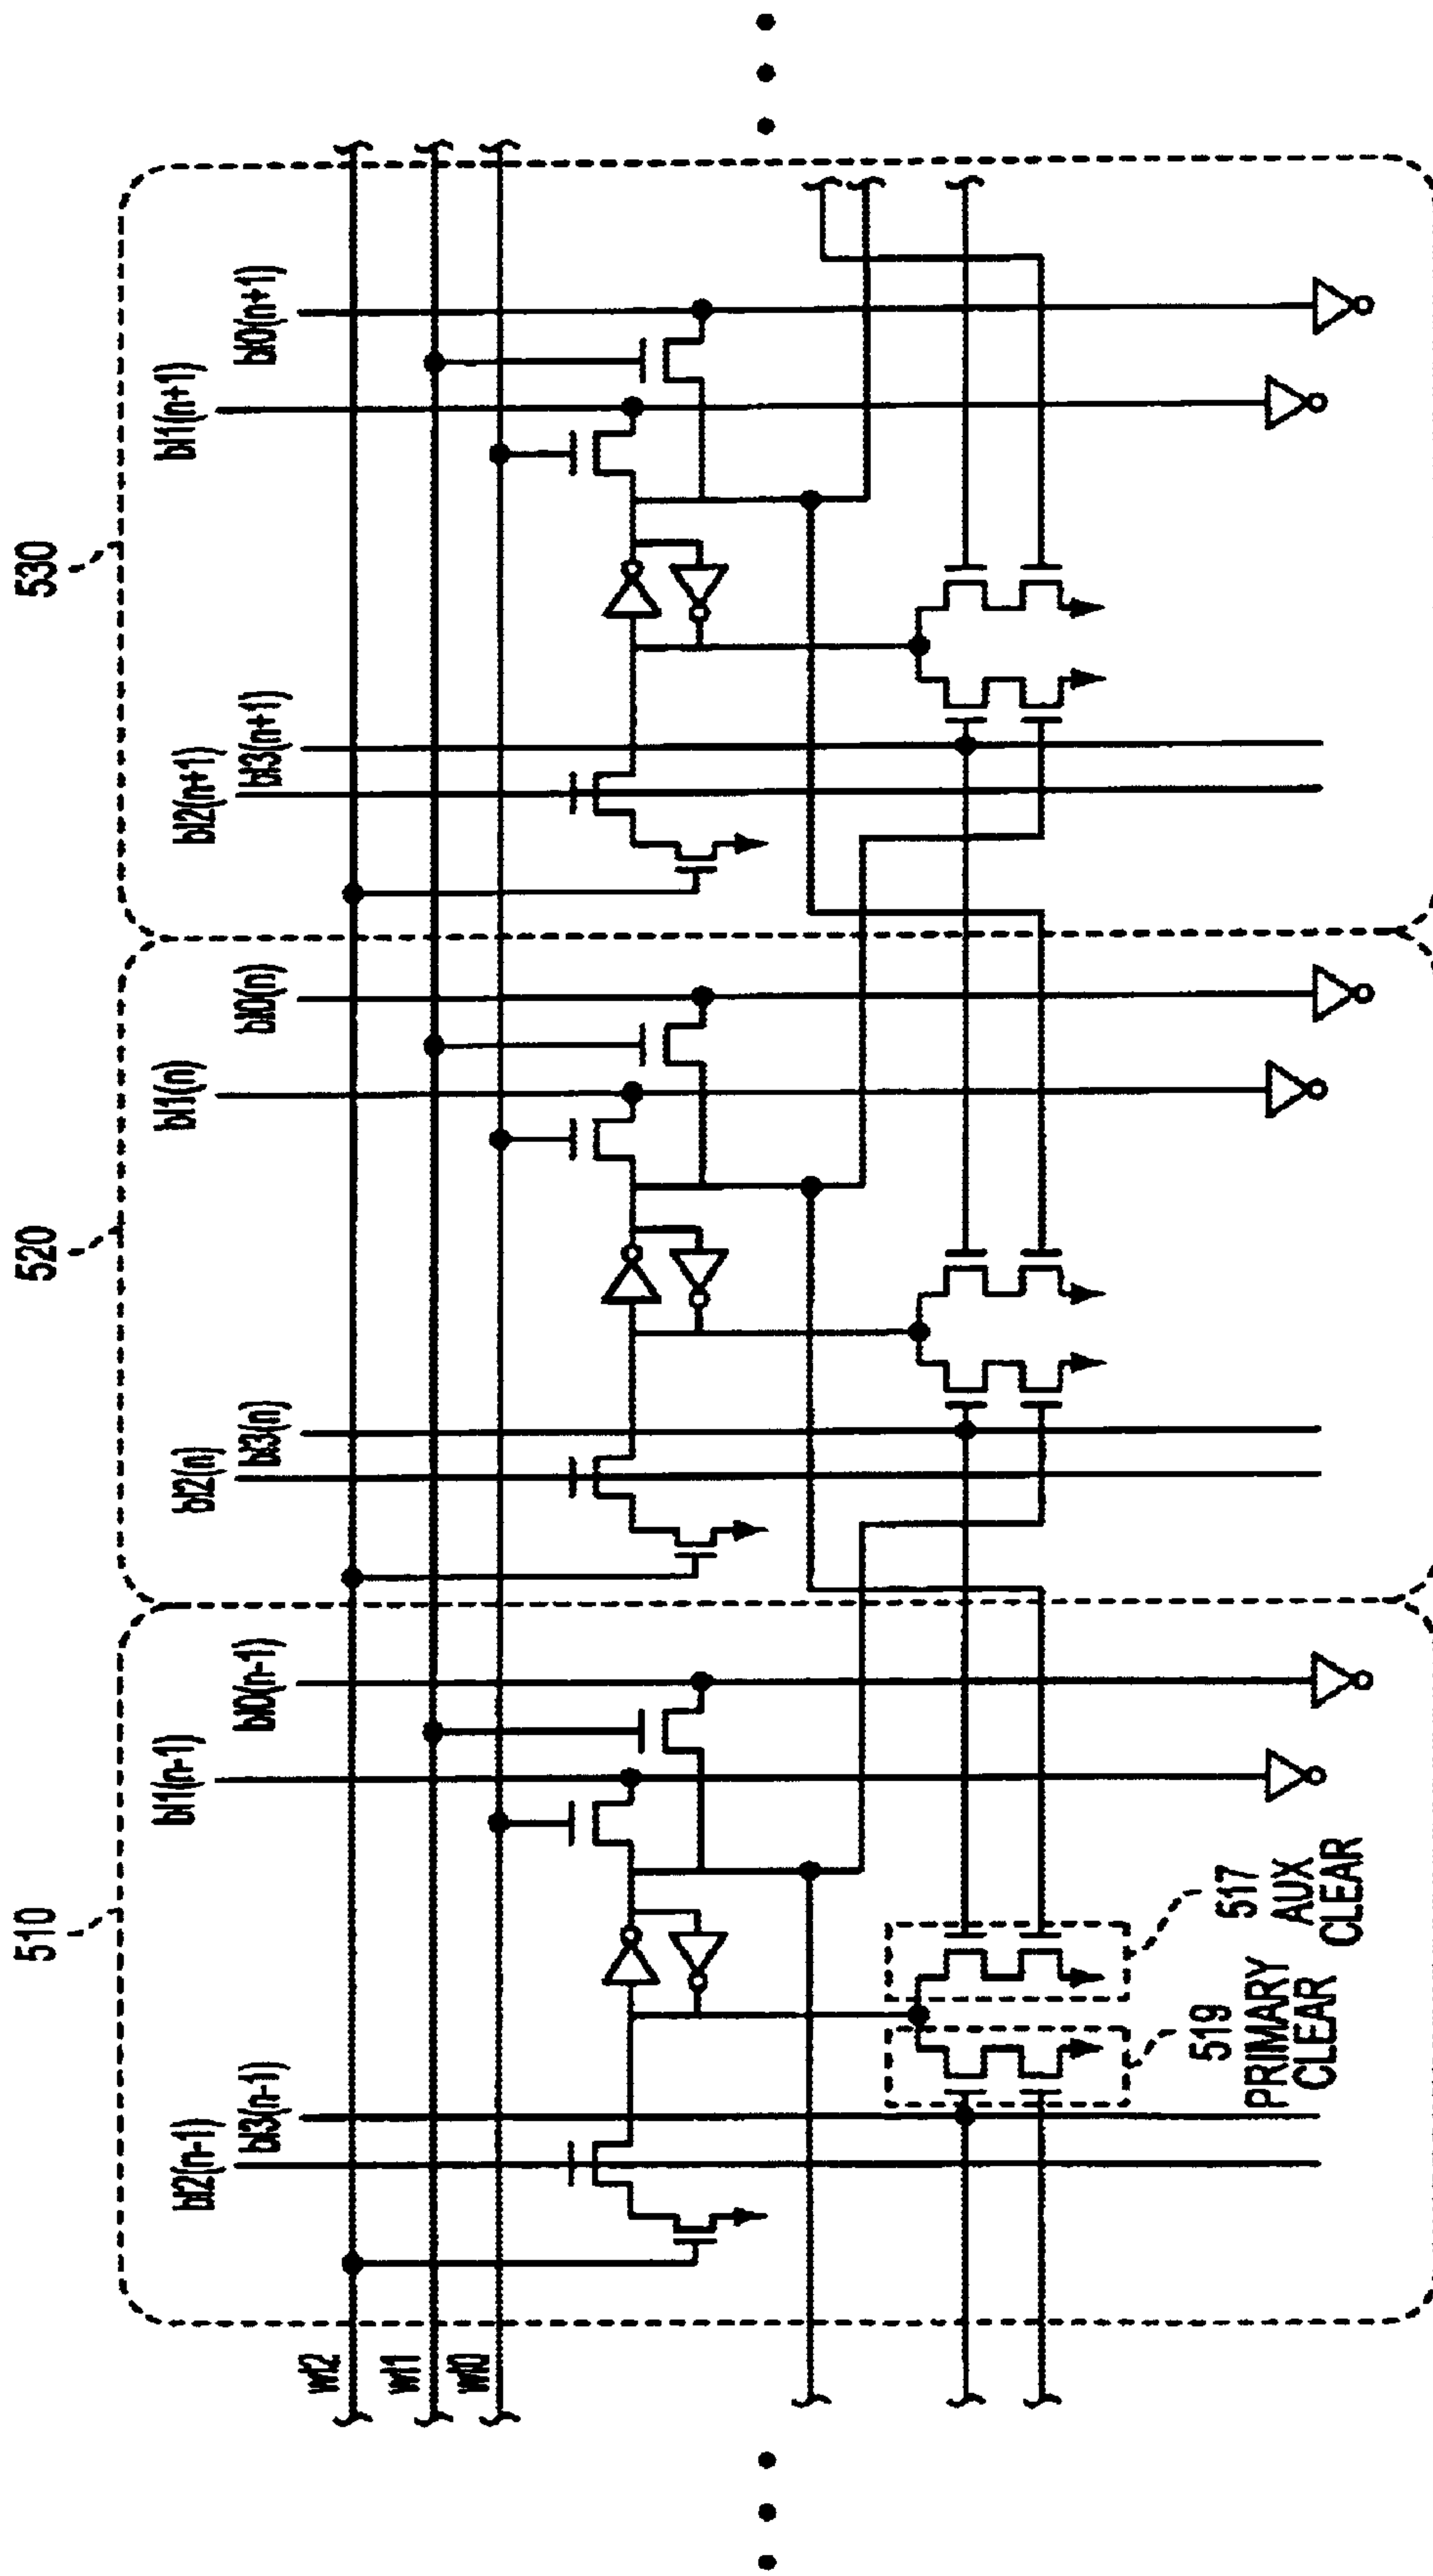 510
520
530
bl1(n-1)
bl1(n)
bl1(n+1)
bl2(n-1)
bl0(n-1)
bl2(n)
bl0(n)
bl2(n+1)
bl0(n+1)
bl3(n-1)
bl3(n)
bl3(n+1)
wl2
wl1
wl0
519
PRIMARY
CLEAR
517
AUX
CLEAR